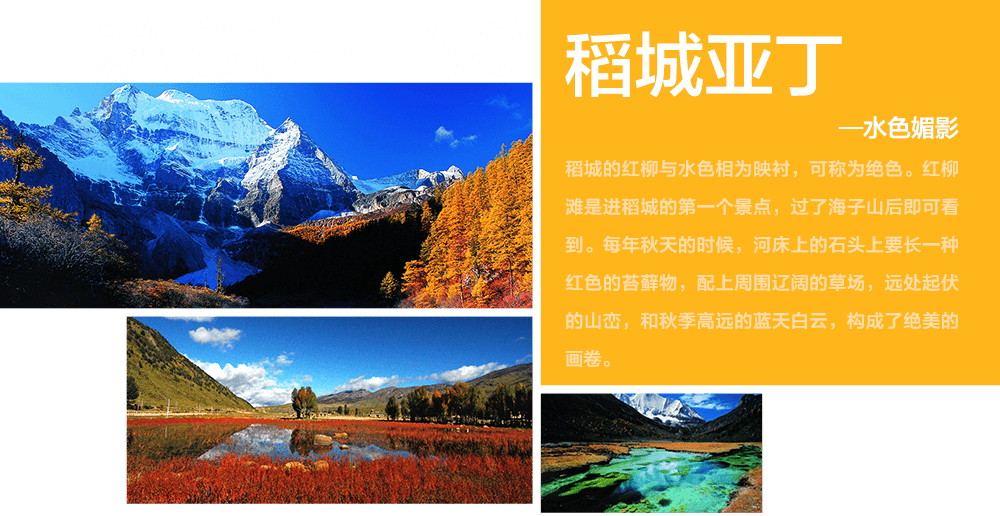 稻城亚丁
—水色媚影
稻城的红柳与水色相为映衬，可称为绝色。红柳
滩是进稻城的第一个景点，过了海子山后即可看
到。每年秋天的时候，河床上的石头上要长一种
红色的苔藓物，配上周围辽阔的草场，远处起伏
的山峦，和秋季高远的蓝天白云，构成了绝美的
画卷。